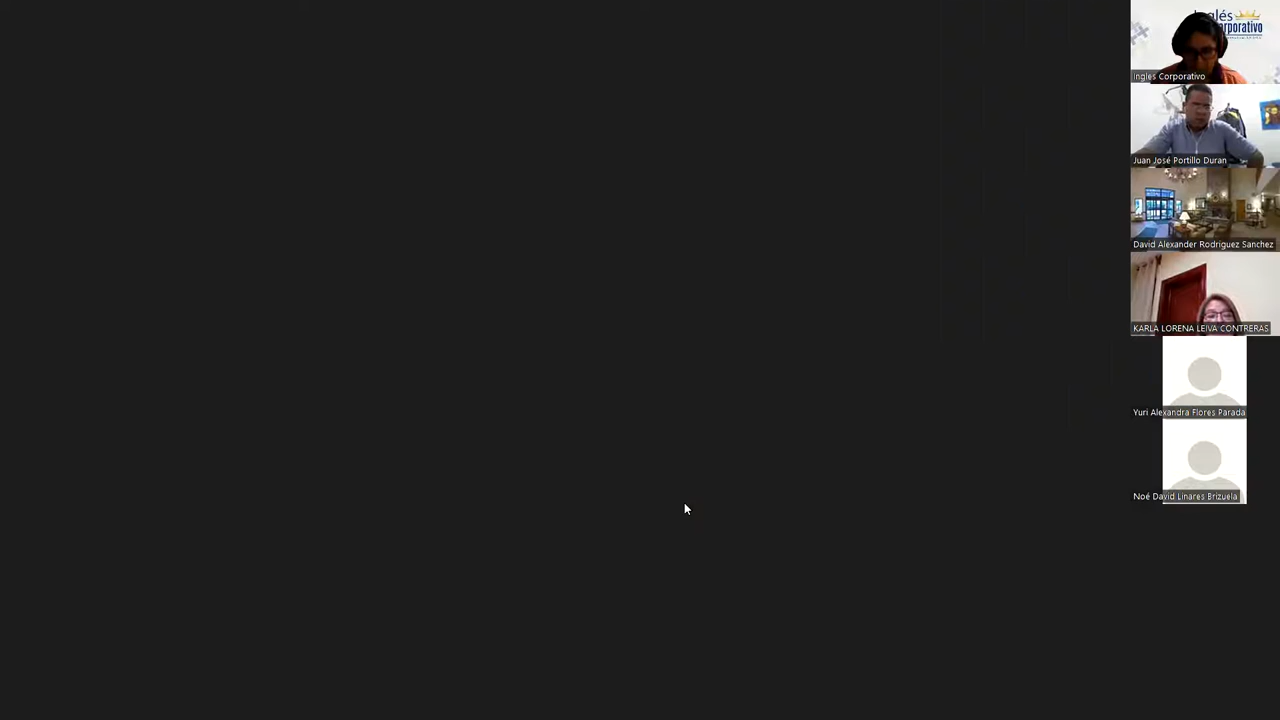 Inglés
Corporativo
Ingles Corporativo
Juan José Portillo Duran
David Alexander Rodriguez Sanchez
KARLA LORENA LEIVA CONTRERAS
Yuri Alexandra Flores Parada
Noé David Linares Brizuela